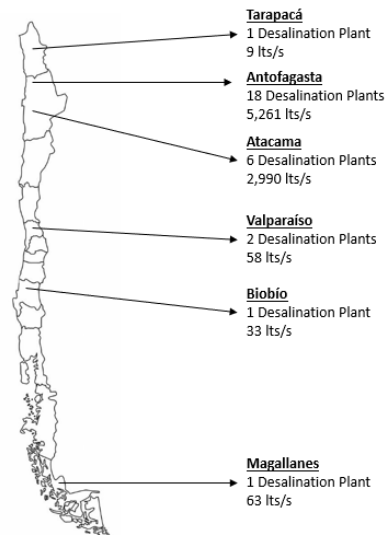 Tarapacá
1 Desalination Plant
9 lts/s
Antofagasta
18 Desalination Plants
5,261 lts/s
Atacama
6 Desalination Plants
2,990 lts/s
Valparaíso
2 Desalination Plants
58 lts/s
Biobío
1 Desalination Plant
33 lts/s
Magallanes
1 Desalination Plant
63 lts/s